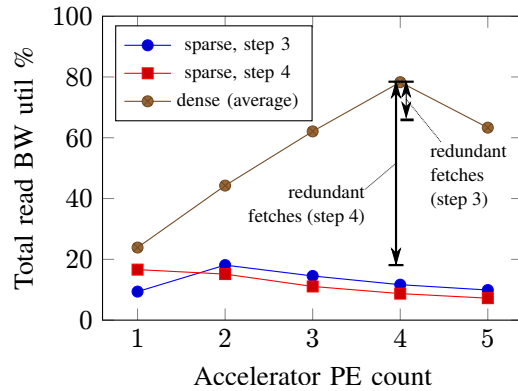 Total read BW util %
100
80
60
40
20
0
sparse, step 3
sparse, step 4
dense (average)
redundant
fetches (step 4)
redundant
fetches
(step 3)
1 2 3 4 5
Accelerator PE count